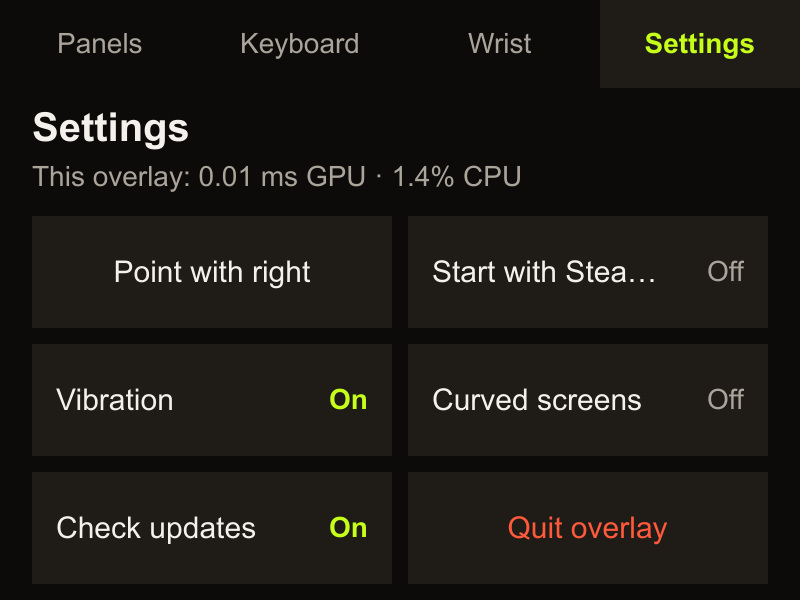 Panels Keyboard Wrist Settings
Settings
This overlay: 0.01 ms GPU · 1.4% CPU
Point with right
Start with Stea… Off
Vibration On
Curved screens Off
Check updates On
Quit overlay